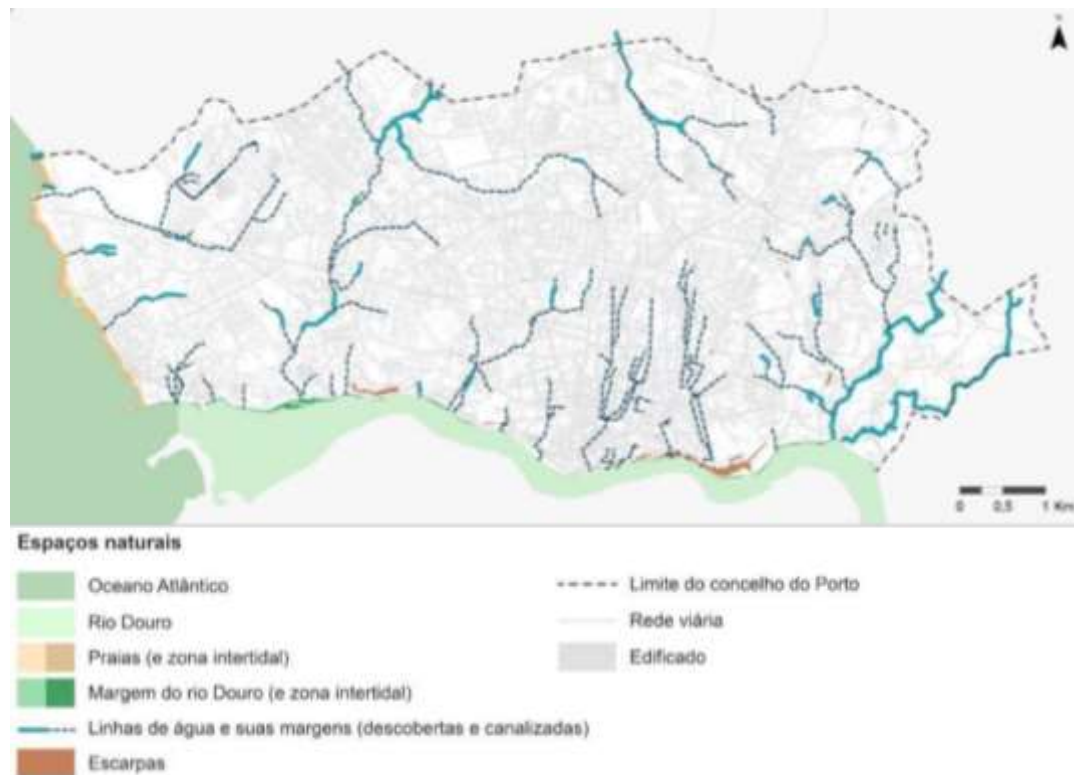 N
0 0,5 1 Km
Espaços naturais
Oceano Atlântico
Rio Douro
Praias (e zona intertidal)
Margem do rio Douro (e zona intertidal)
Linhas de água e suas margens (descobertas e canalizadas)
Escarpas
Limite do concelho do Porto
Rede viária
Edificado